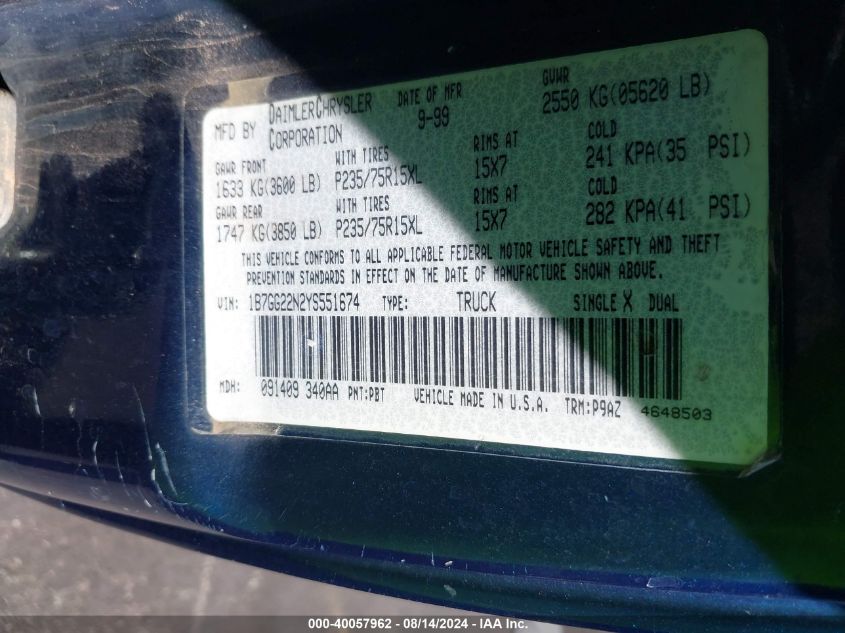 MFD BY DAIMLERCHRYSLER CORPORATION DATE OF MFR 9-99 GVWR 2550 KG(05620 LB)
GAWR FRONT WITH TIRES RIMS AT COLD
1633 KG(3600 LB) P235/75R15XL 15X7 241 KPA(35 PSI)
GAWR REAR WITH TIRES RIMS AT COLD
1747 KG(3850 LB) P235/75R15XL 15X7 282 KPA(41 PSI)
THIS VEHICLE CONFORMS TO ALL APPLICABLE FEDERAL MOTOR VEHICLE SAFETY AND THEFT
PREVENTION STANDARDS IN EFFECT ON THE DATE OF MANUFACTURE SHOWN ABOVE.
VIN: 1B7GG22N2YS551674 TYPE: TRUCK SINGLE X DUAL
MDH: 091409 340AA PNT:PBT VEHICLE MADE IN U.S.A. TRM:P9AZ 4648503
000-40057962 - 08/14/2024 - IAA Inc.